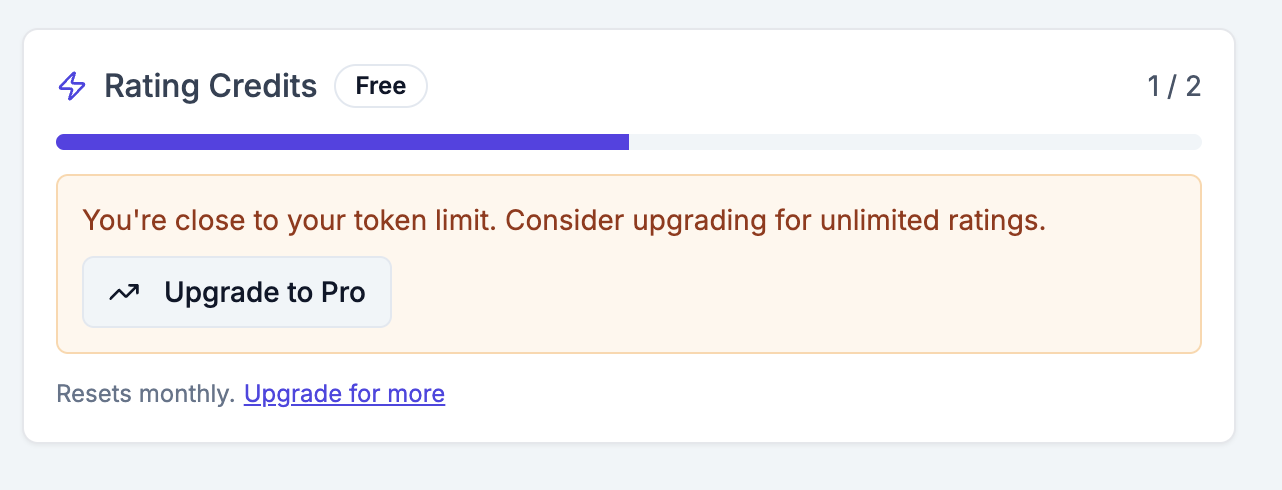 Rating Credits Free 1 / 2
You're close to your token limit. Consider upgrading for unlimited ratings.
Upgrade to Pro
Resets monthly. Upgrade for more